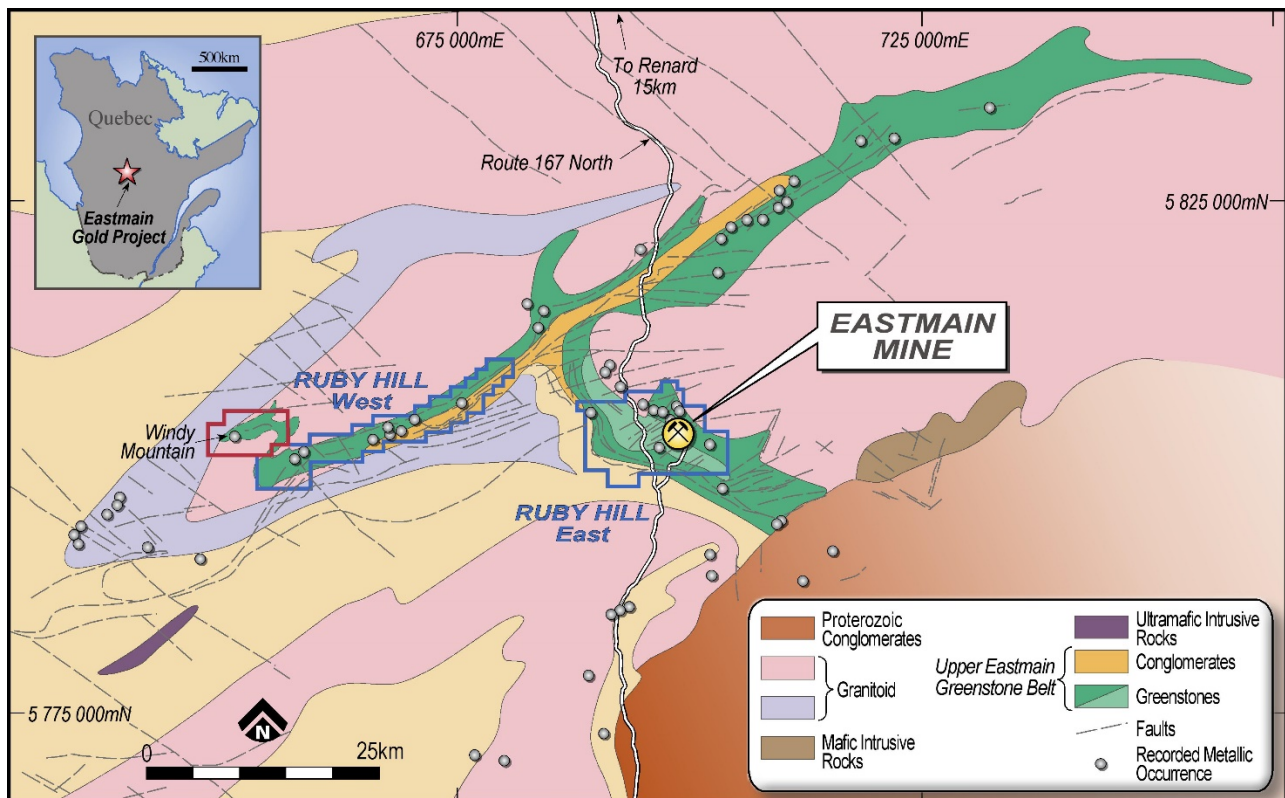 675 000mE
725 000mE
500km
To Renard
15km
Quebec
Route 167 North
5 825 000mN
Eastmain
Gold Project
EASTMAIN
MINE
RUBY HILL
West
Windy
Mountain
RUBY HILL
East
5 775 000mN
N
0
25km
Proterozoic
Conglomerates
Granitoid
Mafic Intrusive
Rocks
Ultramafic Intrusive
Rocks
Upper Eastmain
Greenstone Belt
Conglomerates
Greenstones
Faults
Recorded Metallic
Occurrence